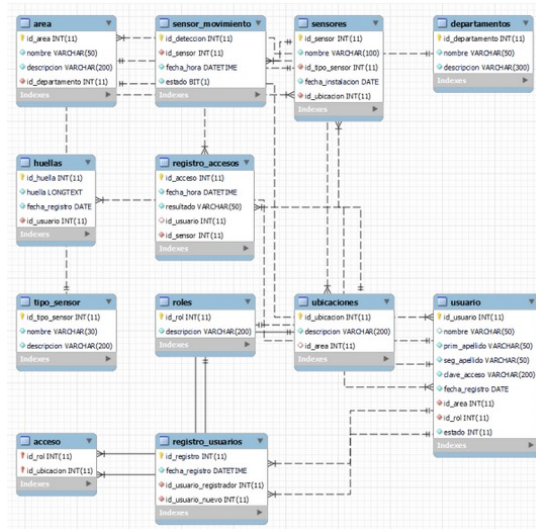 area
id_area INT(11)
nombre VARCHAR(50)
descripcion VARCHAR(200)
id_departamento INT(11)
Indexes
sensor_movimiento
id_deteccion INT(11)
id_sensor INT(11)
fecha_hora DATETIME
estado BIT(1)
Indexes
sensores
id_sensor INT(11)
nombre VARCHAR(100)
id_tipo_sensor INT(11)
fecha_instalacion DATE
id_ubicacion INT(11)
Indexes
departamentos
id_departamento INT(11)
nombre VARCHAR(50)
descripcion VARCHAR(300)
Indexes
huellas
id_huella INT(11)
huella LONGTEXT
fecha_registro DATE
id_usuario INT(11)
Indexes
registro_accesos
id_acceso INT(11)
fecha_hora DATETIME
resultado VARCHAR(50)
id_usuario INT(11)
id_sensor INT(11)
Indexes
tipo_sensor
id_tipo_sensor INT(11)
nombre VARCHAR(30)
descripcion VARCHAR(200)
Indexes
roles
id_rol INT(11)
descripcion VARCHAR(200)
Indexes
ubicaciones
id_ubicacion INT(11)
descripcion VARCHAR(200)
id_area INT(11)
Indexes
usuario
id_usuario INT(11)
nombre VARCHAR(50)
prim_apellido VARCHAR(50)
seg_apellido VARCHAR(50)
clave_acceso VARCHAR(200)
fecha_registro DATE
id_area INT(11)
id_rol INT(11)
estado INT(11)
Indexes
acceso
id_rol INT(11)
id_ubicacion INT(11)
Indexes
registro_usuarios
id_registro INT(11)
fecha_registro DATETIME
id_usuario_registrador INT(11)
id_usuario_nuevo INT(11)
Indexes